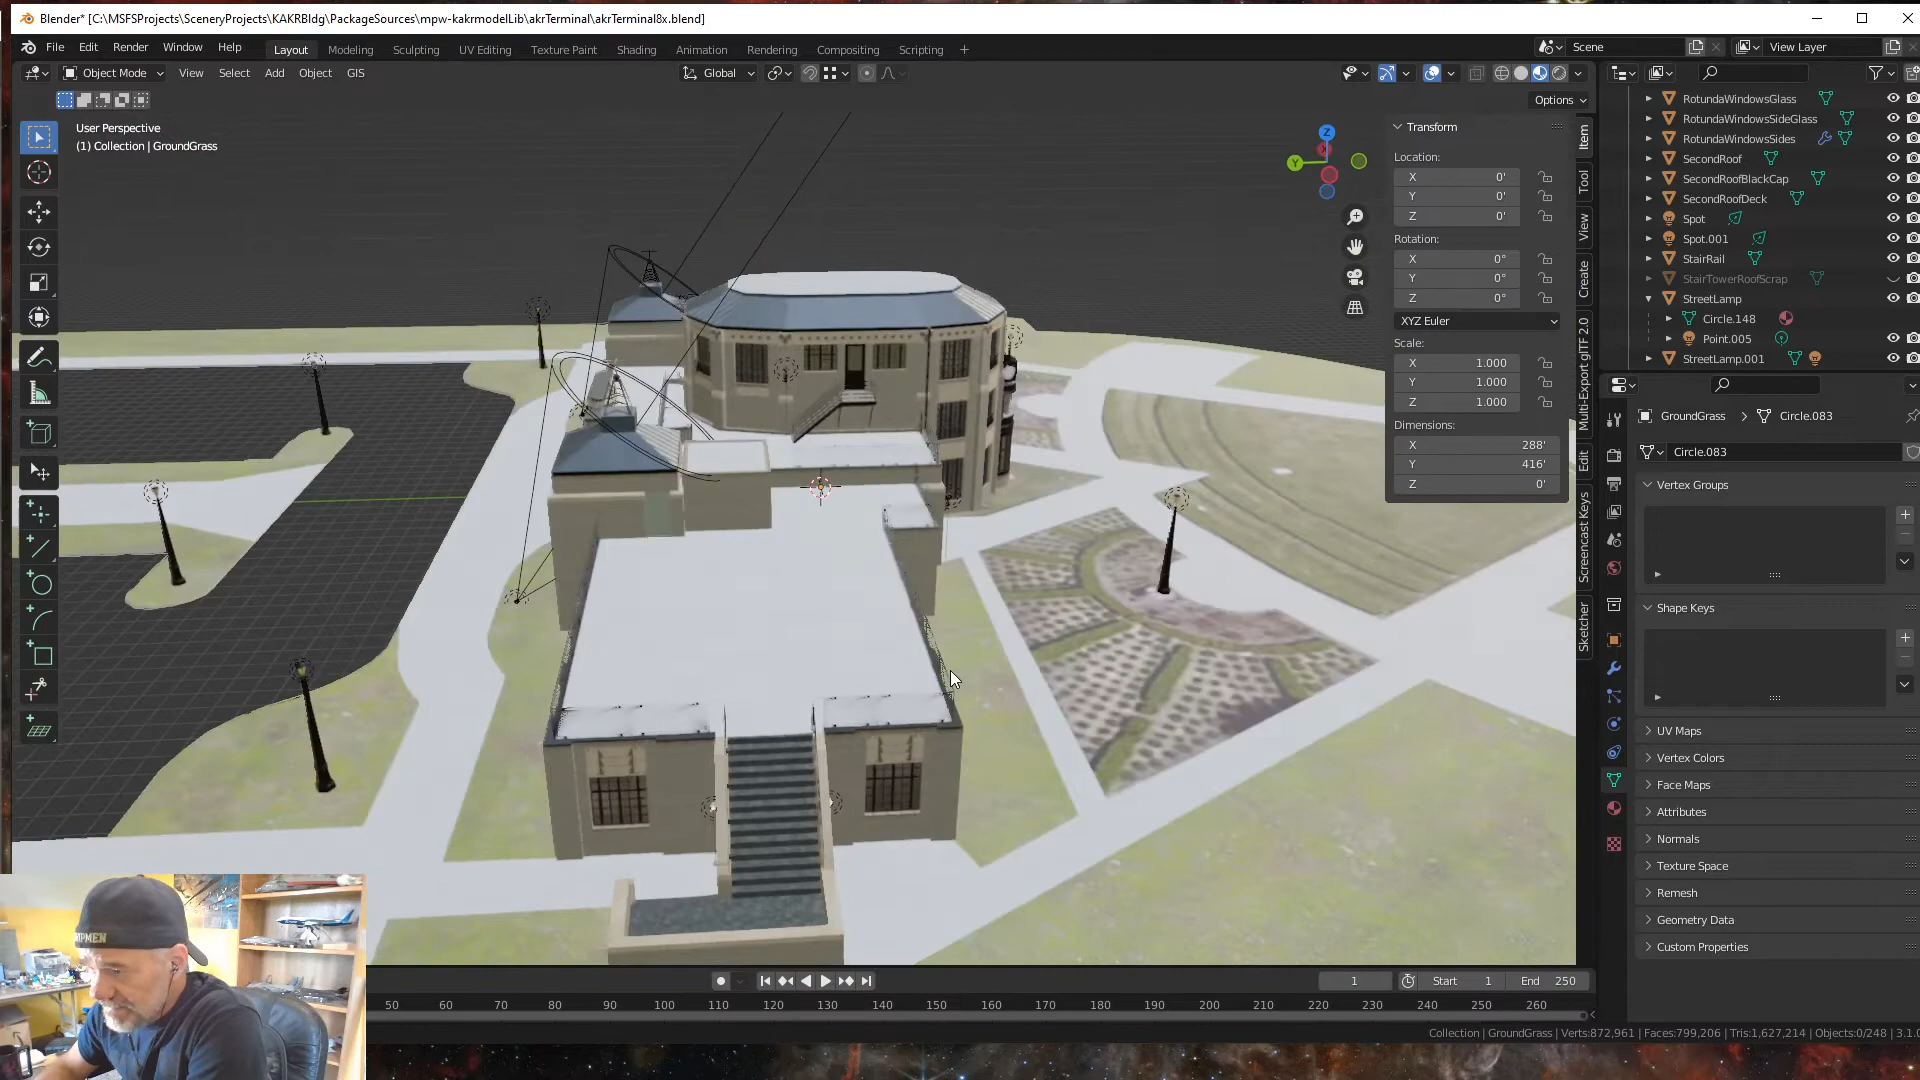 Blender* [C:\MSFSProjects\SceneryProjects\KAKRBldg\PackageSources\mpw-kakrmodelLib\akrTerminal\akrTerminal8x.blend]
File Edit Render Window Help Layout Modeling Sculpting UV Editing Texture Paint Shading Animation Rendering Compositing Scripting + Scene View Layer
Object Mode View Select Add Object GIS Global
Options
User Perspective
(1) Collection | GroundGrass
Transform
Location:
X 0'
Y 0'
Z 0'
Rotation:
X 0°
Y 0°
Z 0°
XYZ Euler
Scale:
X 1.000
Y 1.000
Z 1.000
Dimensions:
X 288'
Y 416'
Z 0'
Z
Y
Item
Tool
View
Create
Multi-Export glTF 2.0
Edit
Screencast Keys
Sketcher
RotundaWindowsGlass
RotundaWindowsSideGlass
RotundaWindowsSides
SecondRoof
SecondRoofBlackCap
SecondRoofDeck
Spot
Spot.001
StairRail
StairTowerRoofScrap
StreetLamp
Circle.148
Point.005
StreetLamp.001
GroundGrass > Circle.083
Circle.083
Vertex Groups
Shape Keys
UV Maps
Vertex Colors
Face Maps
Attributes
Normals
Texture Space
Remesh
Geometry Data
Custom Properties
1 Start 1 End 250
50 60 70 80 90 100 110 120 130 140 150 160 170 180 190 200 210 220 230 240 250 260
Collection | GroundGrass | Verts:872,961 | Faces:799,206 | Tris:1,627,214 | Objects:0/248 | 3.1.0